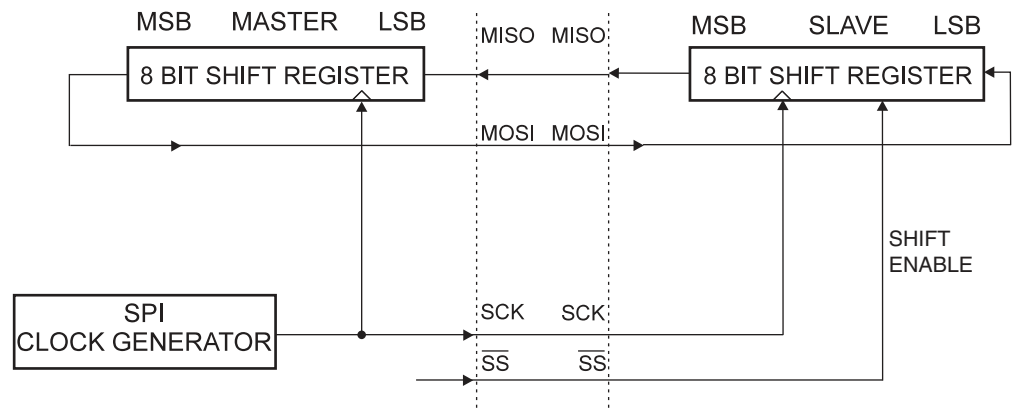 MSB MASTER LSB
MISO MISO
MSB SLAVE LSB
8 BIT SHIFT REGISTER
8 BIT SHIFT REGISTER
MOSI MOSI
SHIFT
ENABLE
SPI
CLOCK GENERATOR
SCK SCK
SS SS